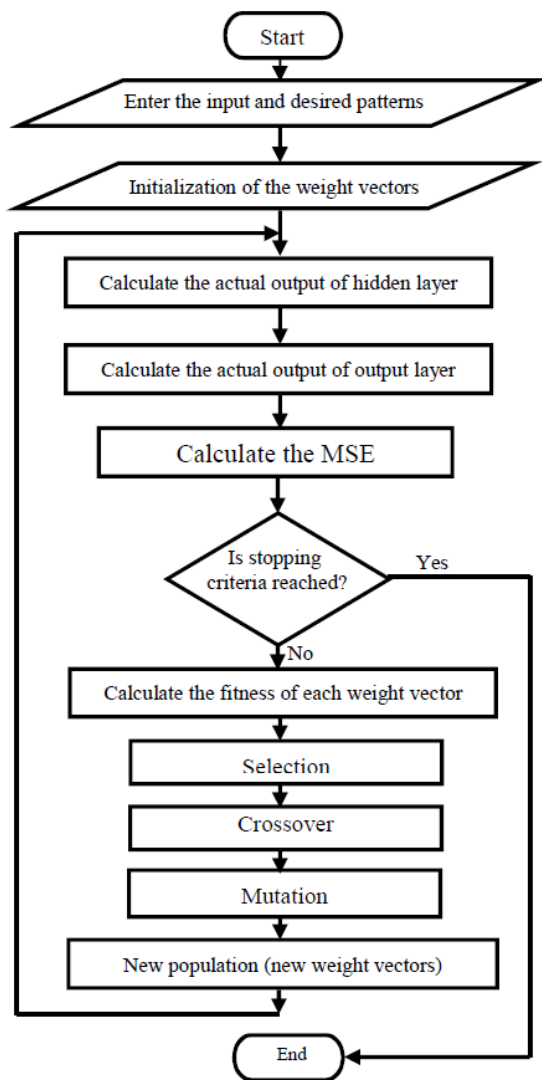 Start
Enter the input and desired patterns
Initialization of the weight vectors
Calculate the actual output of hidden layer
Calculate the actual output of output layer
Calculate the MSE
Is stopping
criteria reached?
Yes
No
Calculate the fitness of each weight vector
Selection
Crossover
Mutation
New population (new weight vectors)
End